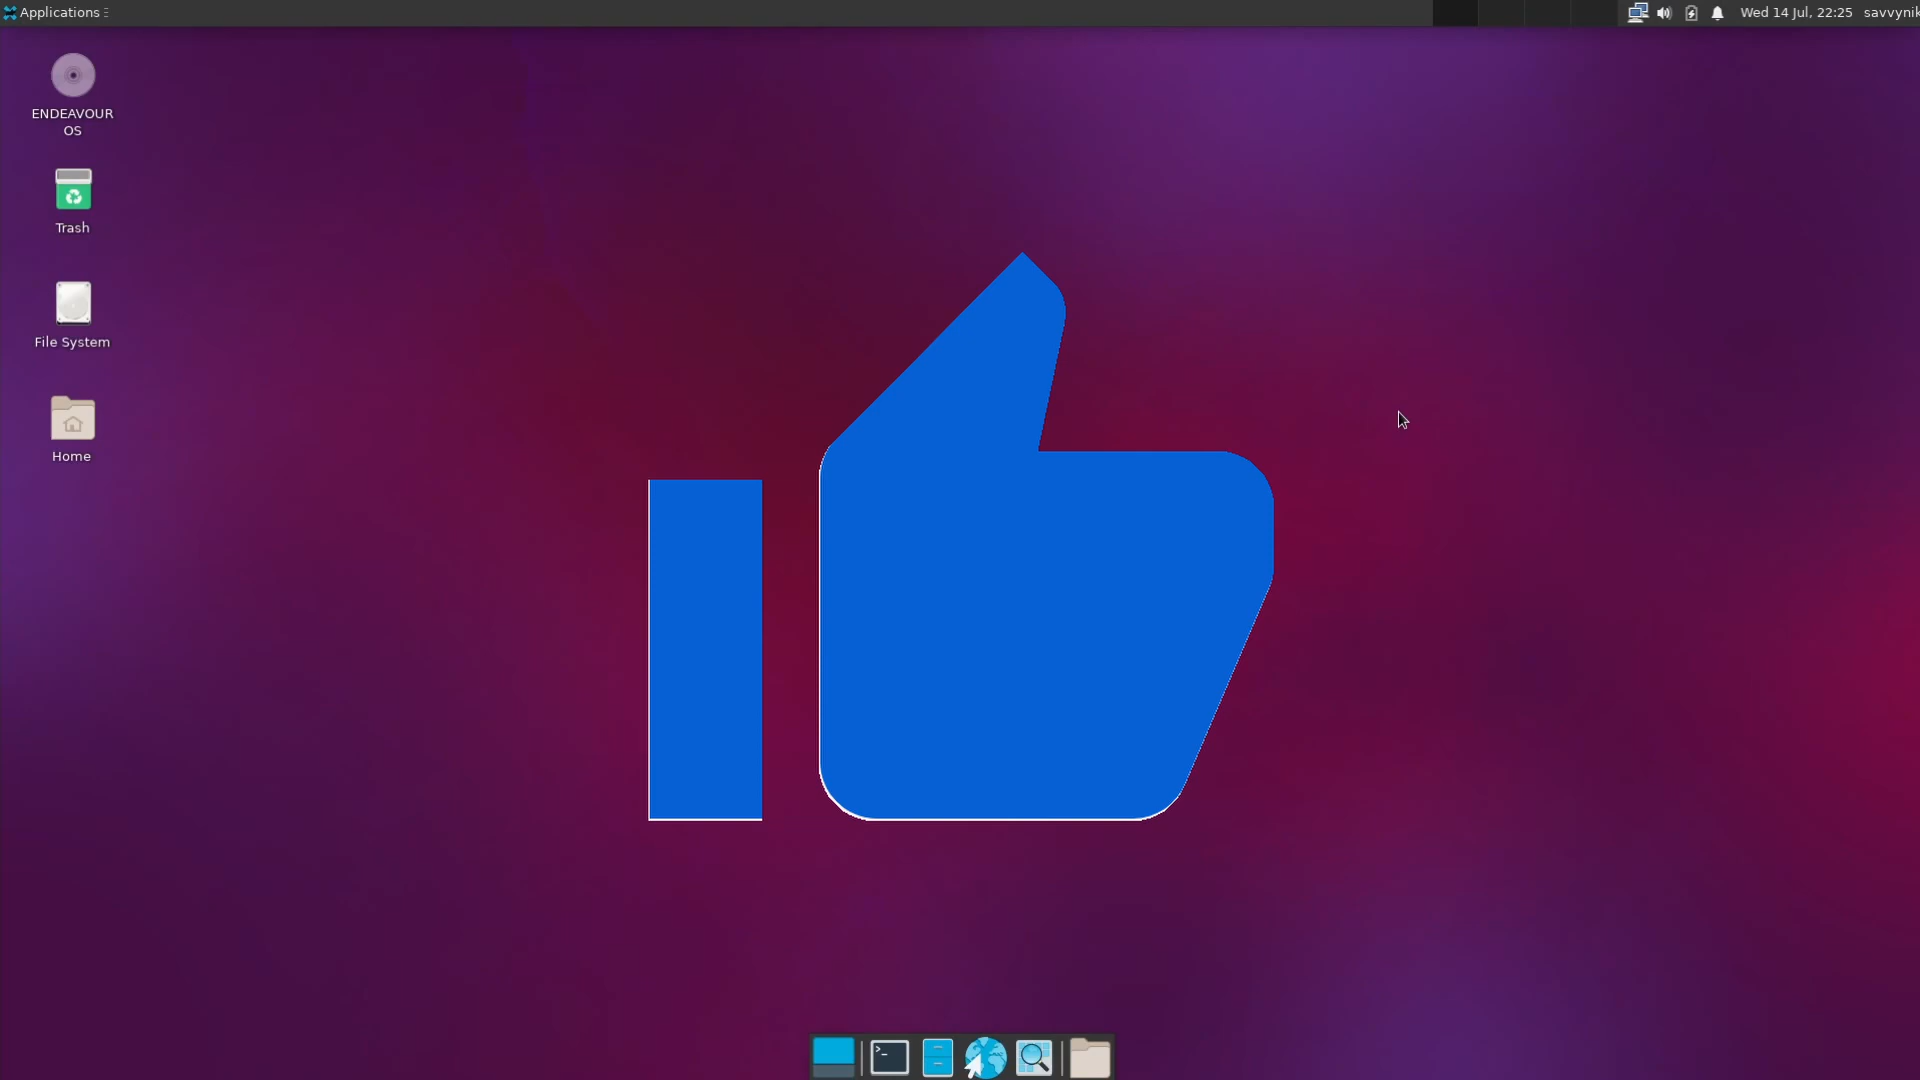 Applications
Wed 14 Jul, 22:25 savvynik
ENDEAVOUR
OS
Trash
File System
Home
>_